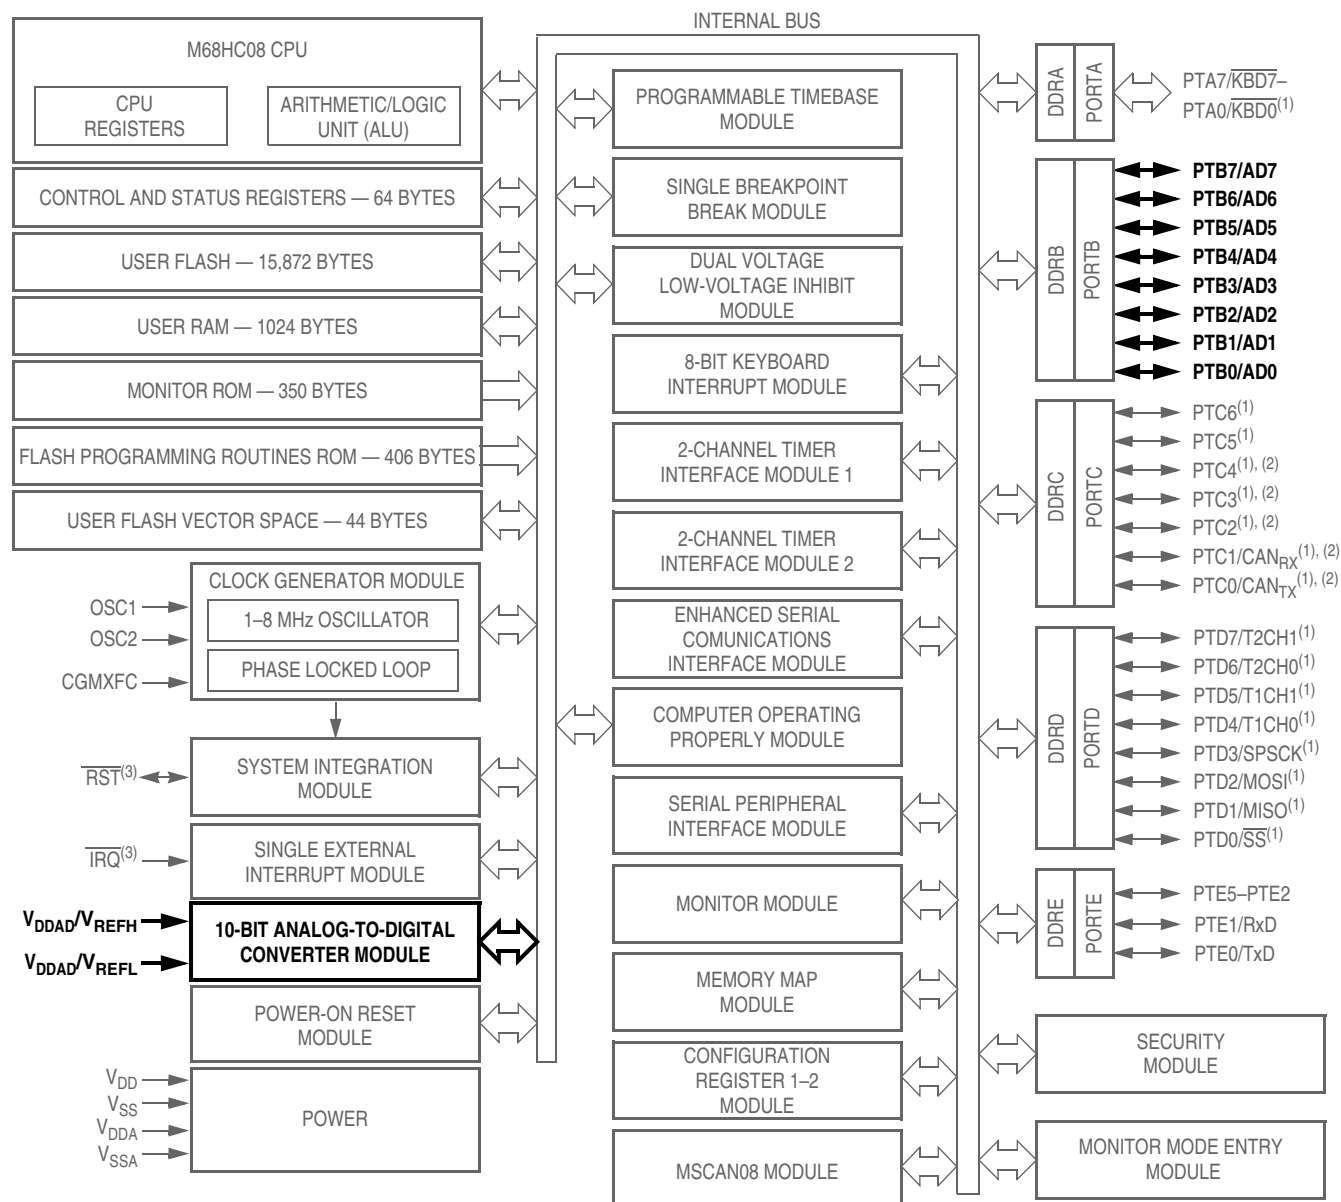 INTERNAL BUS
M68HC08 CPU
CPU
REGISTERS
ARITHMETIC/LOGIC
UNIT (ALU)
CONTROL AND STATUS REGISTERS — 64 BYTES
USER FLASH — 15,872 BYTES
USER RAM — 1024 BYTES
MONITOR ROM — 350 BYTES
FLASH PROGRAMMING ROUTINES ROM — 406 BYTES
USER FLASH VECTOR SPACE — 44 BYTES
CLOCK GENERATOR MODULE
1–8 MHz OSCILLATOR
PHASE LOCKED LOOP
OSC1
OSC2
CGMXFC
SYSTEM INTEGRATION
MODULE
RST(3)
SINGLE EXTERNAL
INTERRUPT MODULE
IRQ(3)
10-BIT ANALOG-TO-DIGITAL
CONVERTER MODULE
VDDAD/VREFH
VDDAD/VREFL
POWER-ON RESET
MODULE
POWER
VDD
VSS
VDDA
VSSA
PROGRAMMABLE TIMEBASE
MODULE
SINGLE BREAKPOINT
BREAK MODULE
DUAL VOLTAGE
LOW-VOLTAGE INHIBIT
MODULE
8-BIT KEYBOARD
INTERRUPT MODULE
2-CHANNEL TIMER
INTERFACE MODULE 1
2-CHANNEL TIMER
INTERFACE MODULE 2
ENHANCED SERIAL
COMUNICATIONS
INTERFACE MODULE
COMPUTER OPERATING
PROPERLY MODULE
SERIAL PERIPHERAL
INTERFACE MODULE
MONITOR MODULE
MEMORY MAP
MODULE
CONFIGURATION
REGISTER 1–2
MODULE
MSCAN08 MODULE
DDRA
PORTA
PTA7/KBD7–
PTA0/KBD0(1)
DDRB
PORTB
PTB7/AD7
PTB6/AD6
PTB5/AD5
PTB4/AD4
PTB3/AD3
PTB2/AD2
PTB1/AD1
PTB0/AD0
DDRC
PORTC
PTC6(1)
PTC5(1)
PTC4(1), (2)
PTC3(1), (2)
PTC2(1), (2)
PTC1/CANRX(1), (2)
PTC0/CANTX(1), (2)
DDRD
PORTD
PTD7/T2CH1(1)
PTD6/T2CH0(1)
PTD5/T1CH1(1)
PTD4/T1CH0(1)
PTD3/SPSCK(1)
PTD2/MOSI(1)
PTD1/MISO(1)
PTD0/SS(1)
DDRE
PORTE
PTE5–PTE2
PTE1/RxD
PTE0/TxD
SECURITY
MODULE
MONITOR MODE ENTRY
MODULE